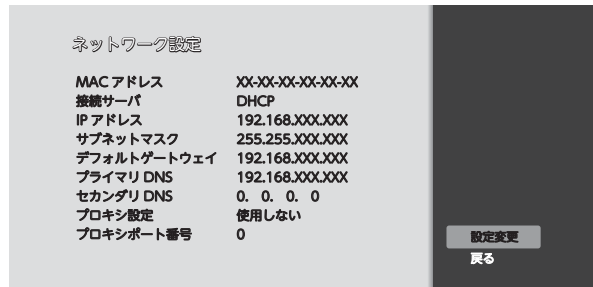 ネットワーク設定
MAC アドレス XX-XX-XX-XX-XX-XX
接続サーバ DHCP
IP アドレス 192.168.XXX.XXX
サブネットマスク 255.255.XXX.XXX
デフォルトゲートウェイ 192.168.XXX.XXX
プライマリ DNS 192.168.XXX.XXX
セカンダリ DNS 0. 0. 0. 0
プロキシ設定 使用しない
プロキシポート番号 0
設定変更
戻る